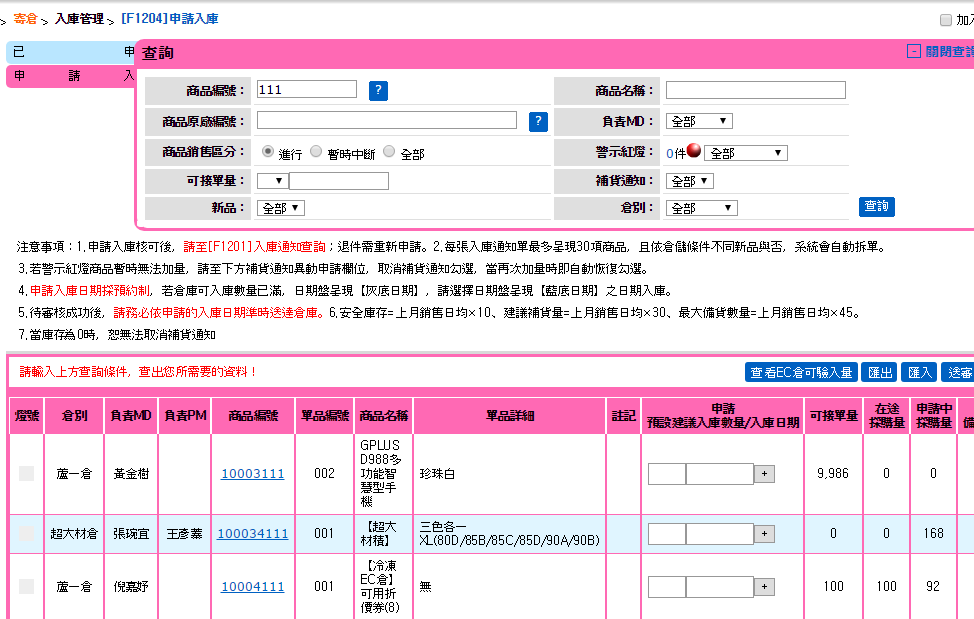 > 寄倉 > 入庫管理 > [F1204]申請入庫
加入
已 申
申 請 入
查詢
- 關閉查詢
商品編號： 111 ?
商品名稱：
商品原廠編號： ?
負責MD： 全部
商品銷售區分： 進行 暫時中斷 全部
警示紅燈： 0件 全部
可接單量：
補貨通知： 全部
新品： 全部
倉別： 全部
查詢
注意事項：1.申請入庫核可後，請至[F1201]入庫通知查詢；退件需重新申請。2.每張入庫通知單最多呈現30項商品，且依倉儲條件不同新品與否，系統會自動拆單。
3.若警示紅燈商品暫時無法加量，請至下方補貨通知異動申請欄位，取消補貨通知勾選，當再次加量時即自動恢復勾選。
4.申請入庫日期採預約制，若倉庫可入庫數量已滿，日期盤呈現【灰底日期】，請選擇日期盤呈現【藍底日期】之日期入庫。
5.待審核成功後，請務必依申請的入庫日期準時送達倉庫。6.安全庫存=上月銷售日均×10、建議補貨量=上月銷售日均×30、最大備貨數量=上月銷售日均×45。
7.當庫存為0時，恕無法取消補貨通知
請輸入上方查詢條件，查出您所需要的資料！
查看EC倉可驗入量 匯出 匯入 送審
燈號 倉別 負責MD 負責PM 商品編號 單品編號 商品名稱 單品詳細 註記 申請 可接單量 在途 申請中
預設建議入庫數量/入庫日期 採購量 採購量 備
蘆一倉 黃金樹 10003111 002 GPLUS D988多功能智慧型手機 珍珠白 + 9,986 0 0
超大材倉 張琬宜 王彥蓁 100034111 001 【超大材積】 三色各一 XL(80D/85B/85C/85D/90A/90B) + 0 0 168
蘆一倉 倪嘉妤 10004111 001 【冷凍EC倉】可用折價券(8) 無 + 100 100 92